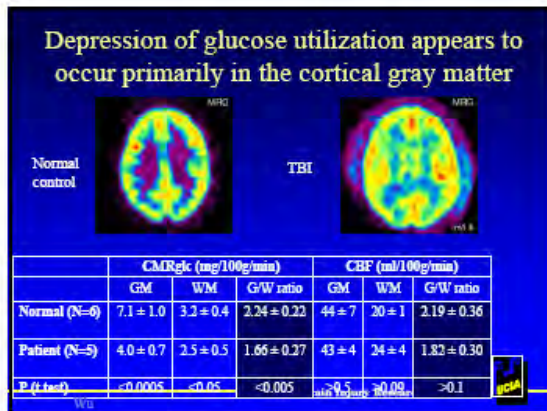 Depression of glucose utilization appears to
occur primarily in the cortical gray matter
MRG
MRG
Normal
control
TBI
CMRglc (mg/100g/min) CBF (ml/100g/min)
GM WM G/W ratio GM WM G/W ratio
Normal (N=6) 7.1 ± 1.0 3.2 ± 0.4 2.24 ± 0.22 44 ± 7 20 ± 1 2.19 ± 0.36
Patient (N=5) 4.0 ± 0.7 2.5 ± 0.5 1.66 ± 0.27 43 ± 4 24 ± 4 1.82 ± 0.30
P (t test) <0.0005 <0.05 <0.005 >0.5 >0.09 >0.1
Wu
Injury
UCLA